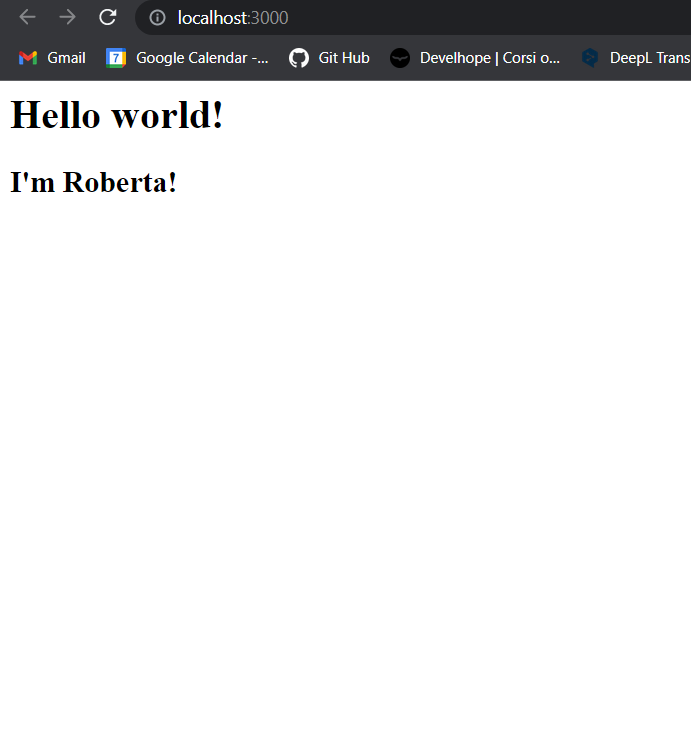 localhost:3000
Gmail
7
Google Calendar -...
Git Hub
Develhope | Corsi o...
DeepL Trans
Hello world!
I'm Roberta!